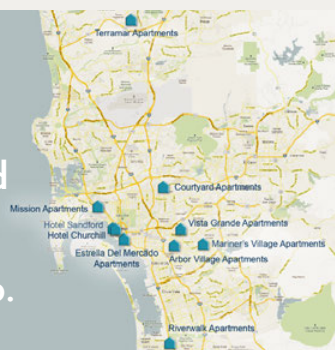 Terramar Apartments
Courtyard Apartments
Mission Apartments
Hotel Sandford
Hotel Churchill
Vista Grande Apartments
Mariner's Village Apartments
Estrella Del Mercado
Apartments
Arbor Village Apartments
Riverwalk Apartments